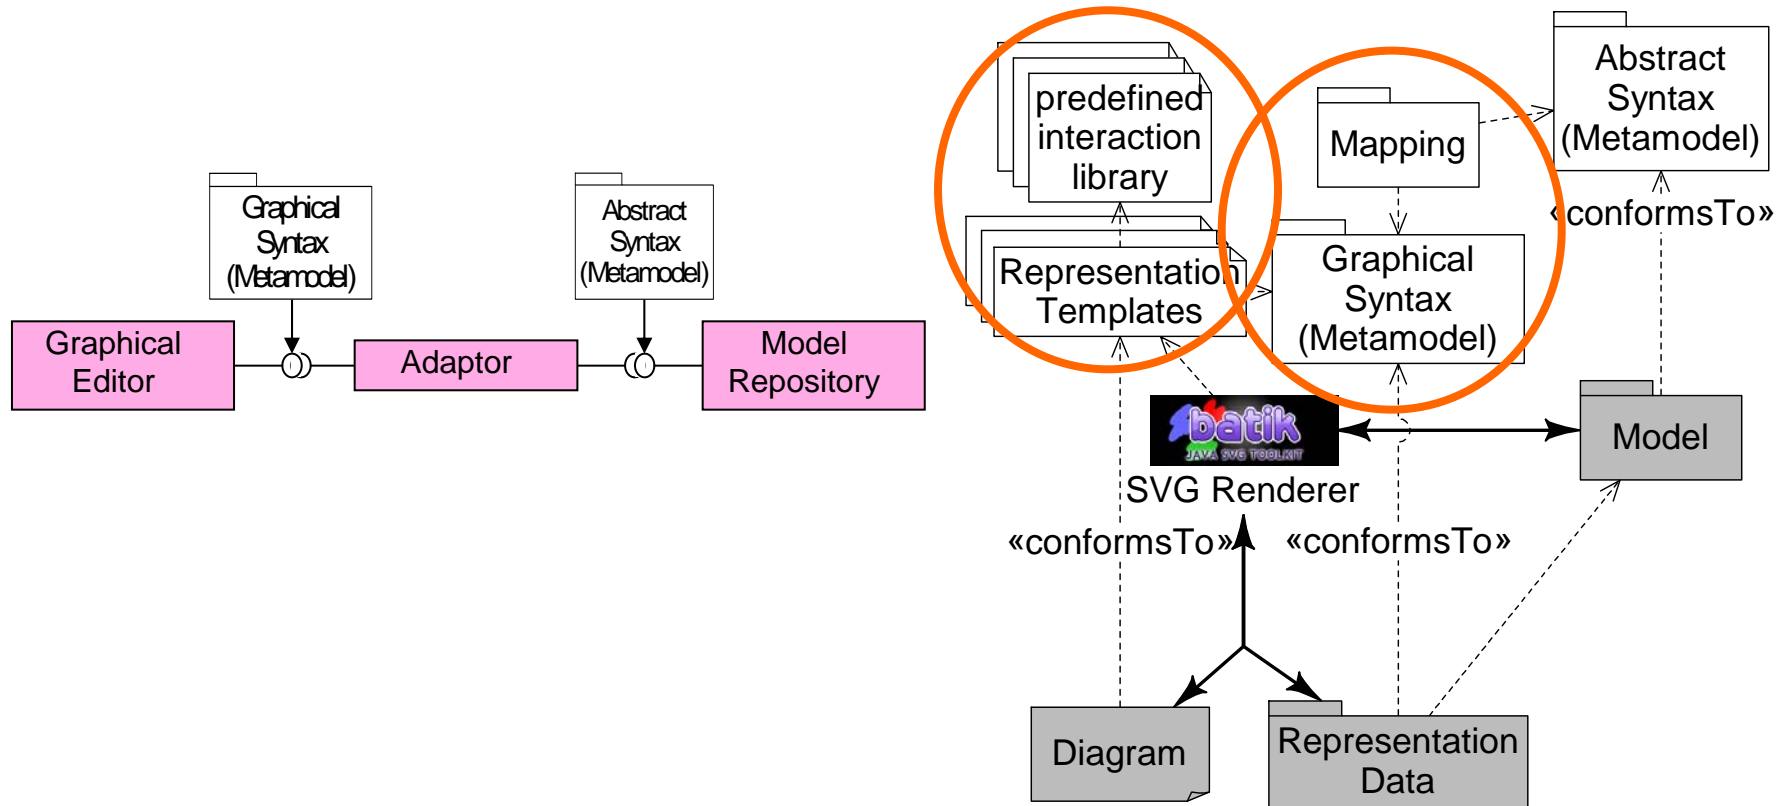 Graphical
Syntax
(Metamodel)
Abstract
Syntax
(Metamodel)
Graphical
Editor
Adaptor
Model
Repository
predefined
interaction
library
Representation
Templates
Mapping
Graphical
Syntax
(Metamodel)
Abstract
Syntax
(Metamodel)
«conformsTo»
batik
JAVA SVG TOOLKIT
SVG Renderer
Model
«conformsTo»
«conformsTo»
Diagram
Representation
Data